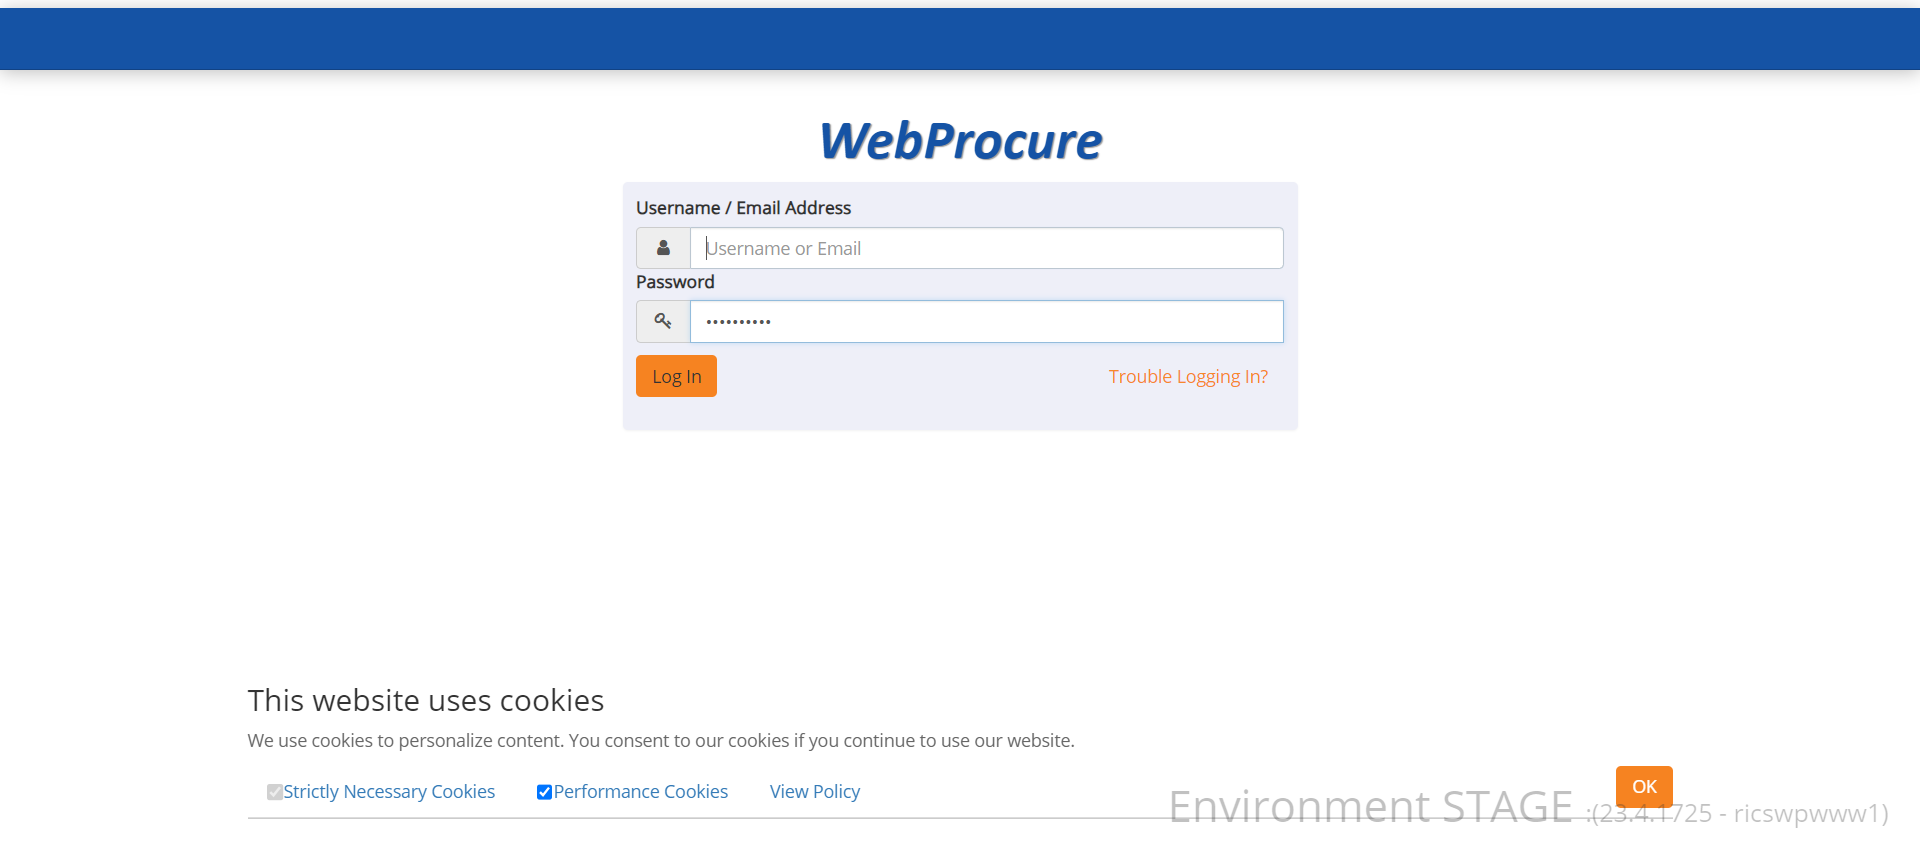 WebProcure
Username / Email Address
Username or Email
Password
••••••••••
Log In
Trouble Logging In?
This website uses cookies
We use cookies to personalize content. You consent to our cookies if you continue to use our website.
Strictly Necessary Cookies
Performance Cookies
View Policy
OK
Environment STAGE :(23.4.1725 - ricswpwww1)